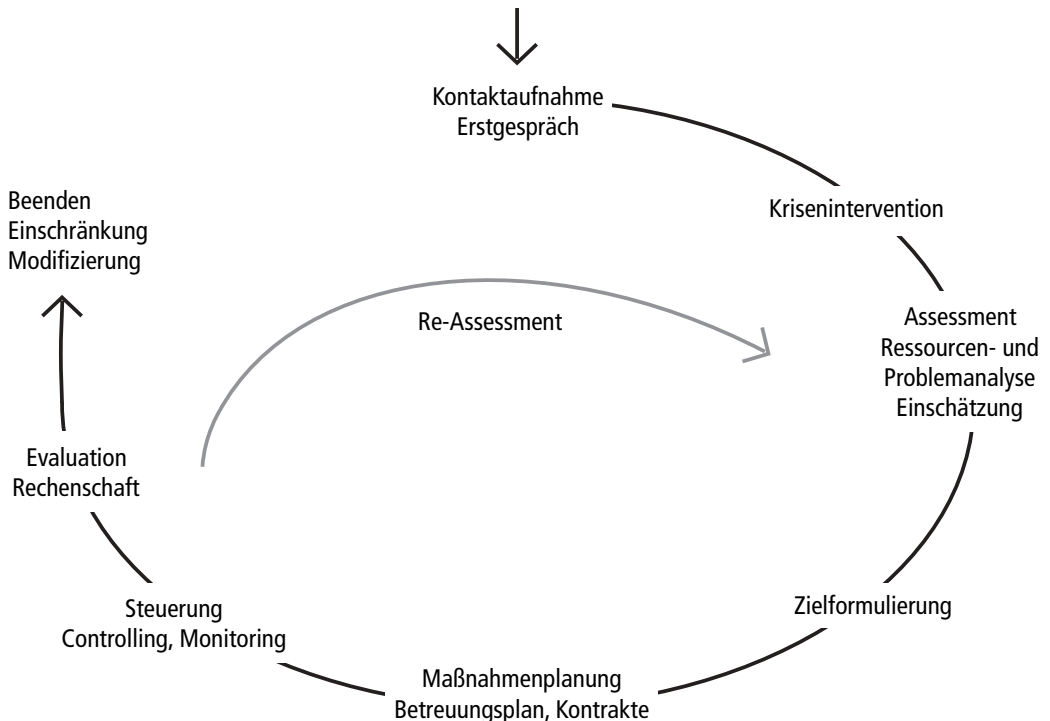 Kontaktaufnahme
Erstgespräch
Krisenintervention
Assessment
Ressourcen- und
Problemanalyse
Einschätzung
Zielformulierung
Maßnahmenplanung
Betreuungsplan, Kontrakte
Steuerung
Controlling, Monitoring
Evaluation
Rechenschaft
Beenden
Einschränkung
Modifizierung
Re-Assessment